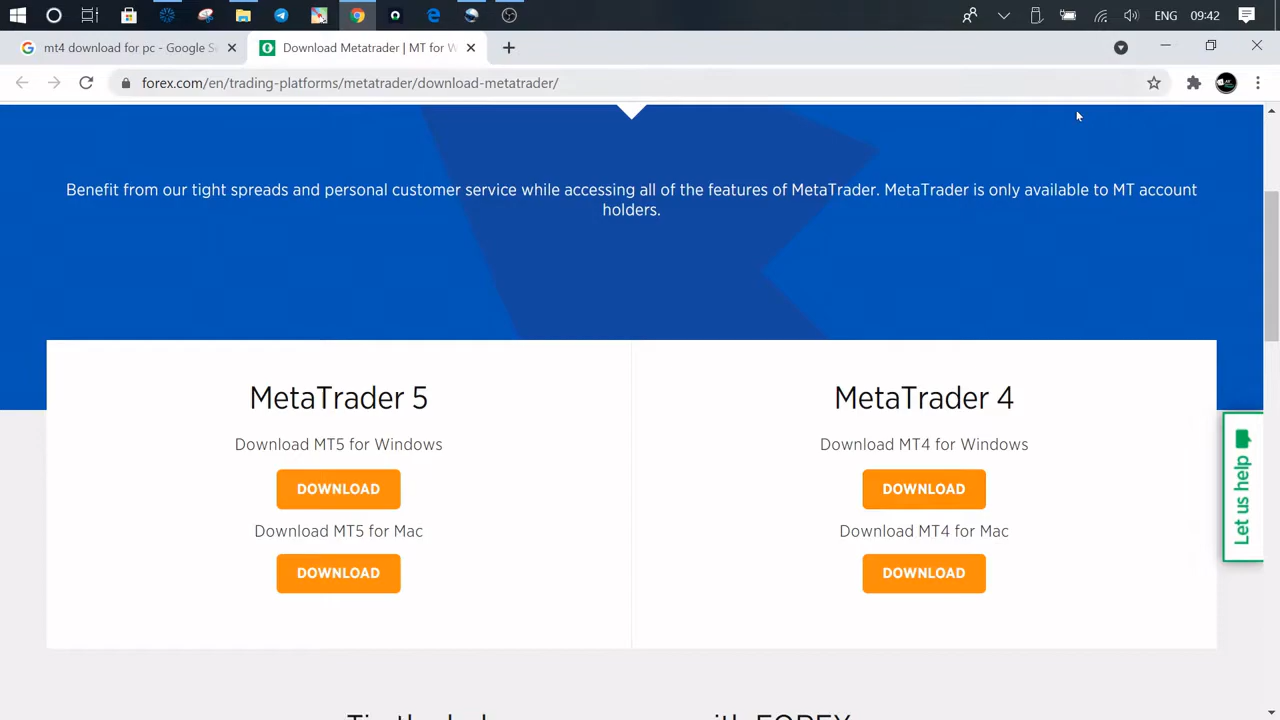 ENG 09:42
mt4 download for pc - Google S
Download Metatrader | MT for W
forex.com/en/trading-platforms/metatrader/download-metatrader/
Benefit from our tight spreads and personal customer service while accessing all of the features of MetaTrader. MetaTrader is only available to MT account
holders.
MetaTrader 5
Download MT5 for Windows
DOWNLOAD
Download MT5 for Mac
DOWNLOAD
MetaTrader 4
Download MT4 for Windows
DOWNLOAD
Download MT4 for Mac
DOWNLOAD
Let us help
with FOREX